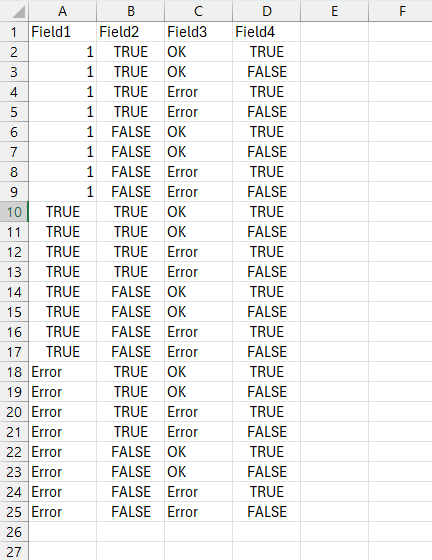 A B C D E F
1 Field1 Field2 Field3 Field4
2 1 TRUE OK TRUE
3 1 TRUE OK FALSE
4 1 TRUE Error TRUE
5 1 TRUE Error FALSE
6 1 FALSE OK TRUE
7 1 FALSE OK FALSE
8 1 FALSE Error TRUE
9 1 FALSE Error FALSE
10 TRUE TRUE OK TRUE
11 TRUE TRUE OK FALSE
12 TRUE TRUE Error TRUE
13 TRUE TRUE Error FALSE
14 TRUE FALSE OK TRUE
15 TRUE FALSE OK FALSE
16 TRUE FALSE Error TRUE
17 TRUE FALSE Error FALSE
18 Error TRUE OK TRUE
19 Error TRUE OK FALSE
20 Error TRUE Error TRUE
21 Error TRUE Error FALSE
22 Error FALSE OK TRUE
23 Error FALSE OK FALSE
24 Error FALSE Error TRUE
25 Error FALSE Error FALSE
26
27